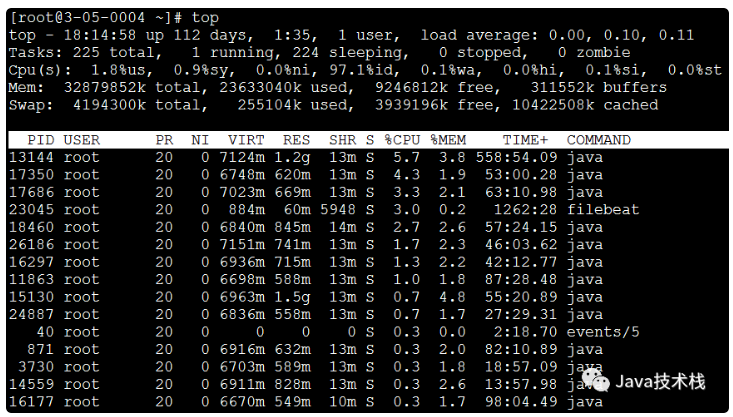 [root@3-05-0004 ~]# top
top - 18:14:58 up 112 days,  1:35,  1 user,  load average: 0.00, 0.10, 0.11
Tasks: 225 total,   1 running, 224 sleeping,   0 stopped,   0 zombie
Cpu(s):  1.8%us,  0.9%sy,  0.0%ni, 97.1%id,  0.1%wa,  0.0%hi,  0.1%si,  0.0%st
Mem:  32879852k total, 23633040k used,  9246812k free,   311552k buffers
Swap:  4194300k total,   255104k used,  3939196k free, 10422508k cached
PID USER      PR  NI  VIRT  RES  SHR S %CPU %MEM    TIME+  COMMAND
13144 root      20   0 7124m 1.2g  13m S  5.7  3.8 558:54.09 java
17350 root      20   0 6748m 620m  13m S  4.3  1.9  53:00.28 java
17686 root      20   0 7023m 669m  13m S  3.3  2.1  63:10.98 java
23045 root      20   0  884m  60m 5948 S  3.0  0.2   1262:28 filebeat
18460 root      20   0 6840m 845m  14m S  2.7  2.6  57:24.15 java
26186 root      20   0 7151m 741m  13m S  1.7  2.3  46:03.62 java
16297 root      20   0 6936m 715m  13m S  1.3  2.2  42:12.77 java
11863 root      20   0 6698m 588m  13m S  1.0  1.8  87:28.48 java
15130 root      20   0 6963m 1.5g  13m S  0.7  4.8  55:20.89 java
24887 root      20   0 6836m 558m  13m S  0.7  1.7  27:29.31 java
40 root      20   0     0    0    0 S  0.3  0.0   2:18.70 events/5
871 root      20   0 6916m 632m  13m S  0.3  2.0  82:10.89 java
3730 root      20   0 6703m 589m  13m S  0.3  1.8  18:57.09 java
14559 root      20   0 6911m 828m  13m S  0.3  2.6  13:57.98 java
16177 root      20   0 6670m 549m  10m S  0.3  1.7  98:04.49 java
Java技术栈